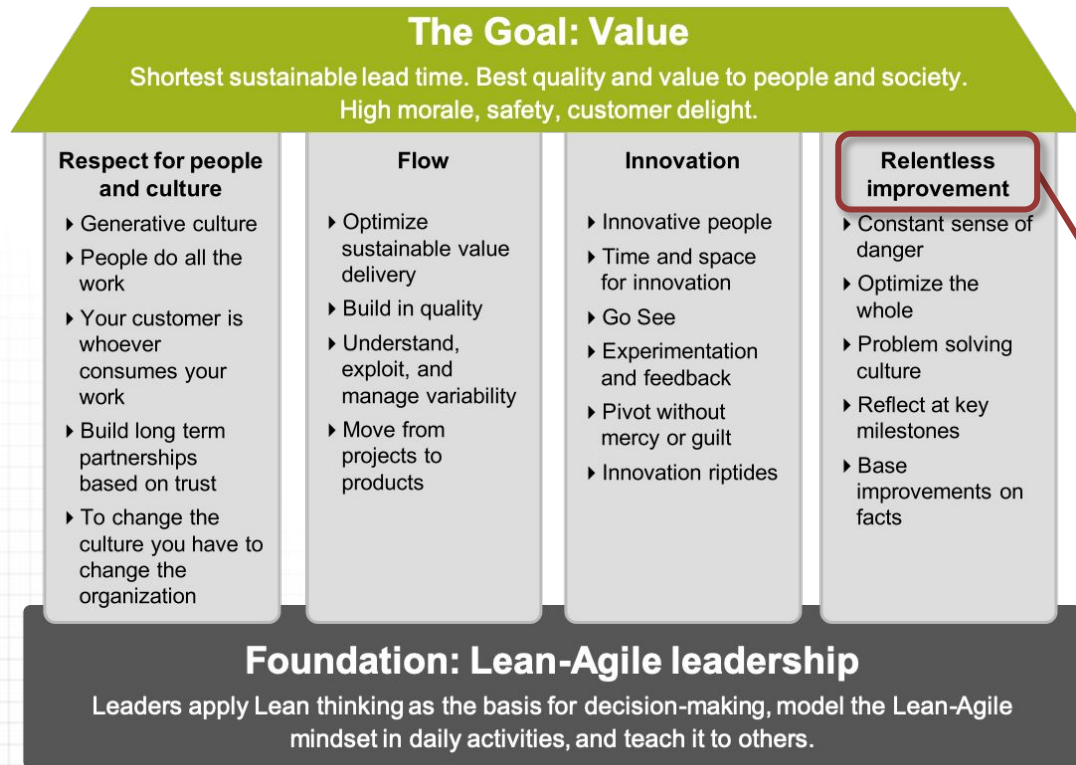 The Goal: Value
Shortest sustainable lead time. Best quality and value to people and society.
High morale, safety, customer delight.
Respect for people
and culture
Generative culture
People do all the
work
Your customer is
whoever
consumes your
work
Build long term
partnerships
based on trust
To change the
culture you have to
change the
organization
Flow
Optimize
sustainable value
delivery
Build in quality
Understand,
exploit, and
manage variability
Move from
projects to
products
Innovation
Innovative people
Time and space
for innovation
Go See
Experimentation
and feedback
Pivot without
mercy or guilt
Innovation riptides
Relentless
improvement
Constant sense of
danger
Optimize the
whole
Problem solving
culture
Reflect at key
milestones
Base
improvements on
facts
Foundation: Lean-Agile leadership
Leaders apply Lean thinking as the basis for decision-making, model the Lean-Agile
mindset in daily activities, and teach it to others.